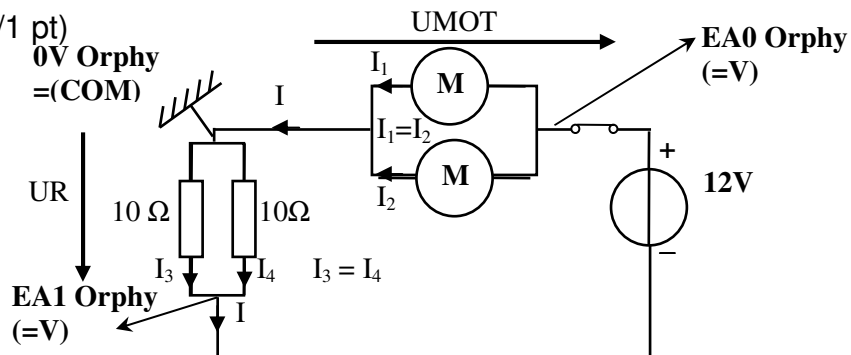 /1 pt)
0V Orphy
=(COM)
UMOT
EA0 Orphy
(=V)
I1
M
I
I1=I2
M
I2
+
12V
–
UR
10 Ω
10Ω
I3
I4
I3 = I4
EA1 Orphy
(=V)
I